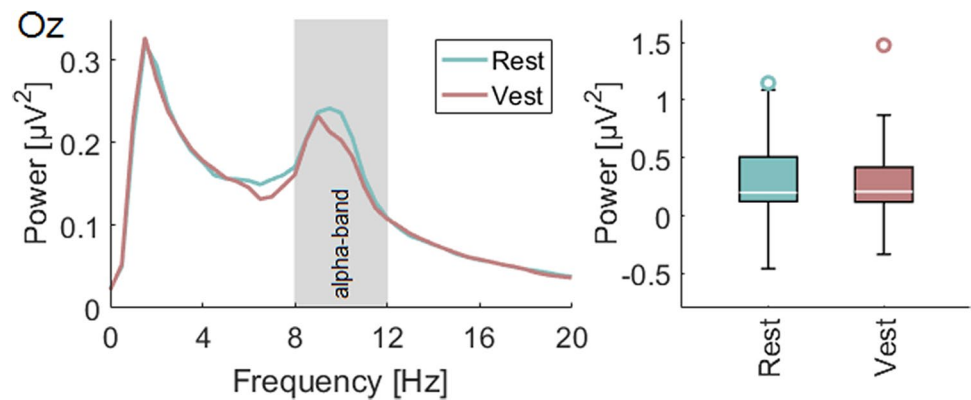 Oz
Power [µV²]
0.3
0.2
0.1
0
0
4
8
12
16
20
Frequency [Hz]
alpha-band
Rest
Vest
Power [µV²]
1.5
1
0.5
0
-0.5
Rest
Vest